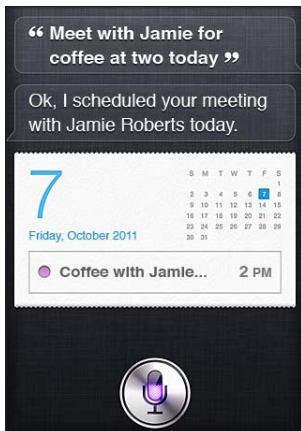 “ Meet with Jamie for
coffee at two today ”
Ok, I scheduled your meeting
with Jamie Roberts today.
7
Friday, October 2011
S M T W T F S
1
2 3 4 5 6 7 8
9 10 11 12 13 14 15
16 17 18 19 20 21 22
23 24 25 26 27 28 29
30 31
Coffee with Jamie... 2 PM